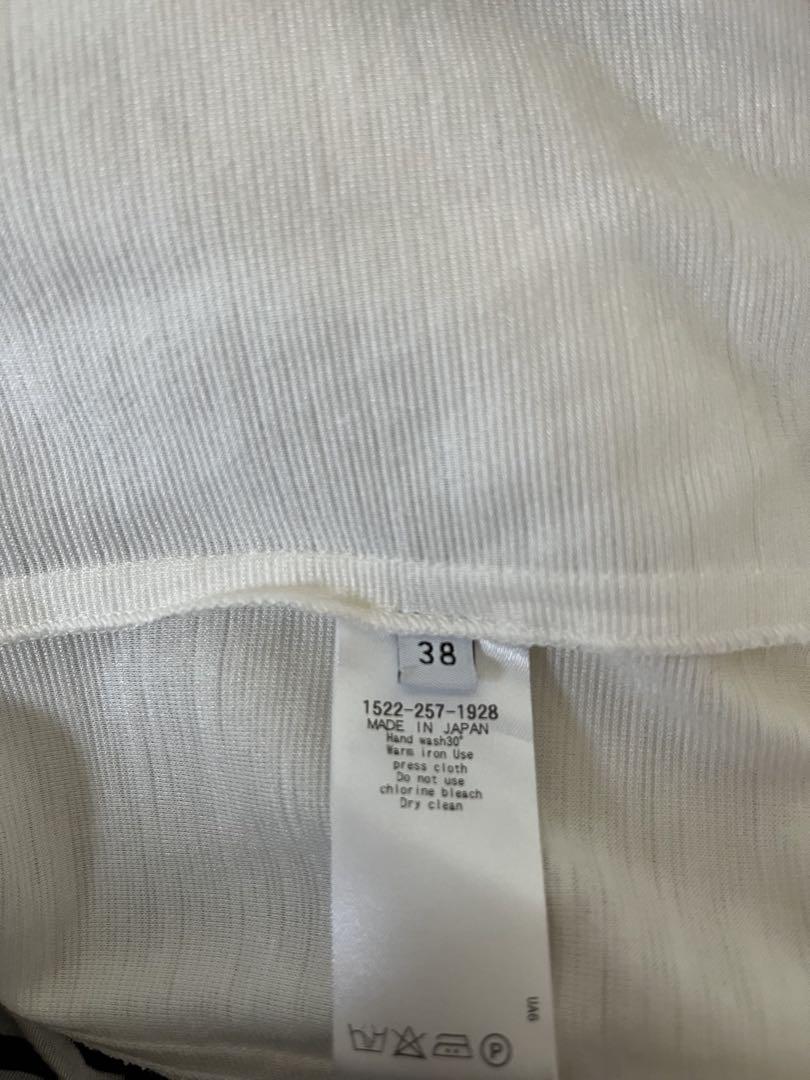 38
1522-257-1928
MADE IN JAPAN
Hand wash30°
Warm iron Use
press cloth
Do not use
chlorine bleach
Dry clean
UA6
P